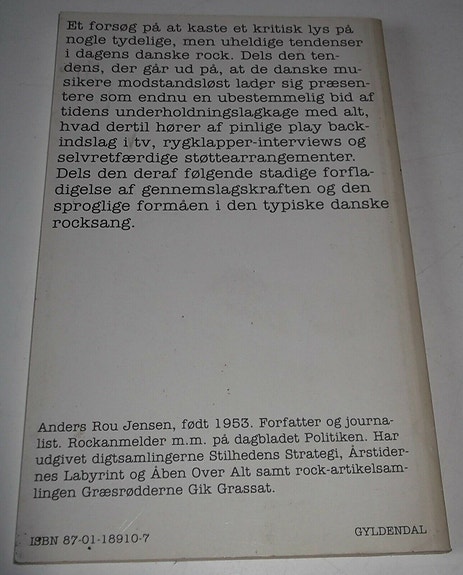 Et forsøg på at kaste et kritisk lys på
nogle tydelige, men uheldige tendenser
i dagens danske rock. Dels den ten-
dens, der går ud på, at de danske mu-
sikere modstandsløst lader sig præsen-
tere som endnu en ubestemmelig bid af
tidens underholdningslagkage med alt,
hvad dertil hører af pinlige play back-
indslag i tv, rygklapper-interviews og
selvretfærdige støttearrangementer.
Dels den deraf følgende stadige forfla-
digelse af gennemslagskraften og den
sproglige formåen i den typiske danske
rocksang.
Anders Rou Jensen, født 1953. Forfatter og journa-
list. Rockanmelder m.m. på dagbladet Politiken. Har
udgivet digtsamlingerne Stilhedens Strategi, Årstider-
nes Labyrint og Åben Over Alt samt rock-artikelsam-
lingen Græsrødderne Gik Grassat.
ISBN 87-01-18910-7
GYLDENDAL